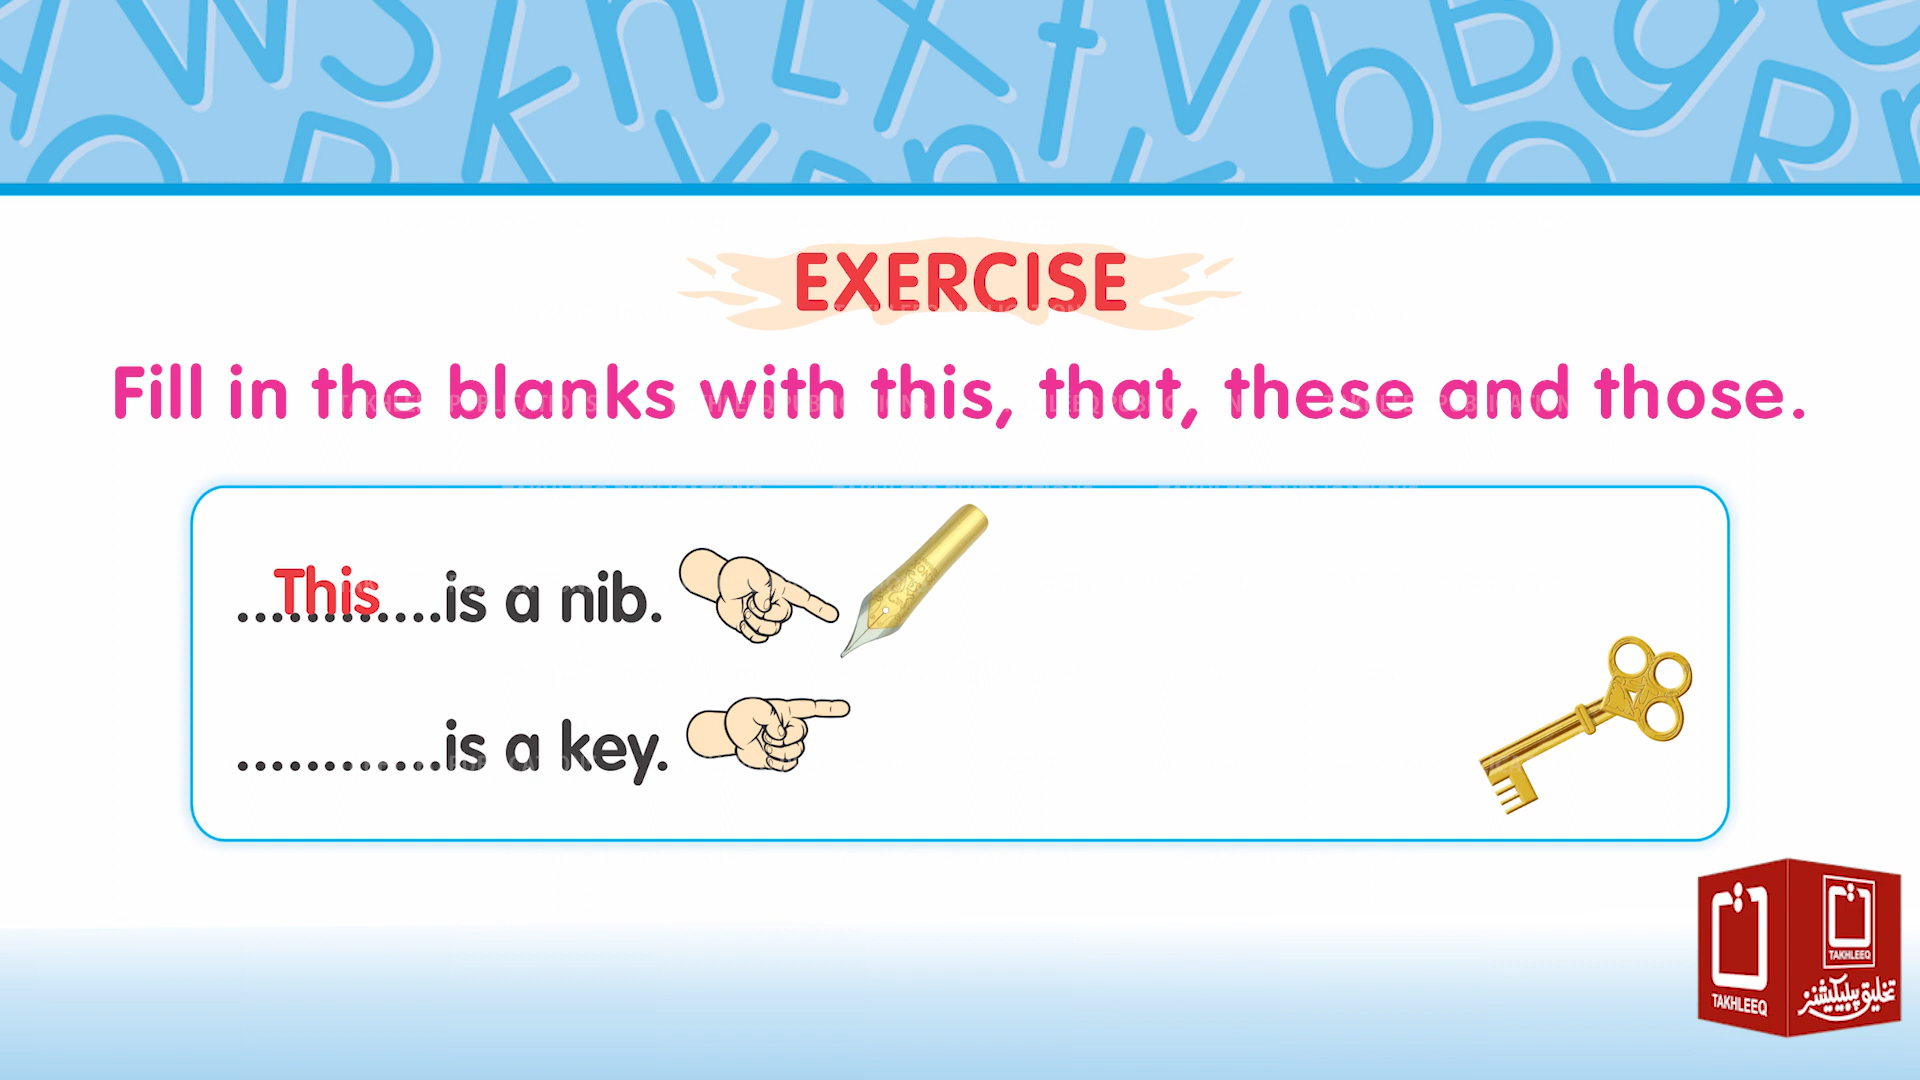 EXERCISE
Fill in the blanks with this, that, these and those.
....This....is a nib.
............is a key.
TAKHLEEQ
TAKHLEEQ
تخلیق پبلیکیشنز